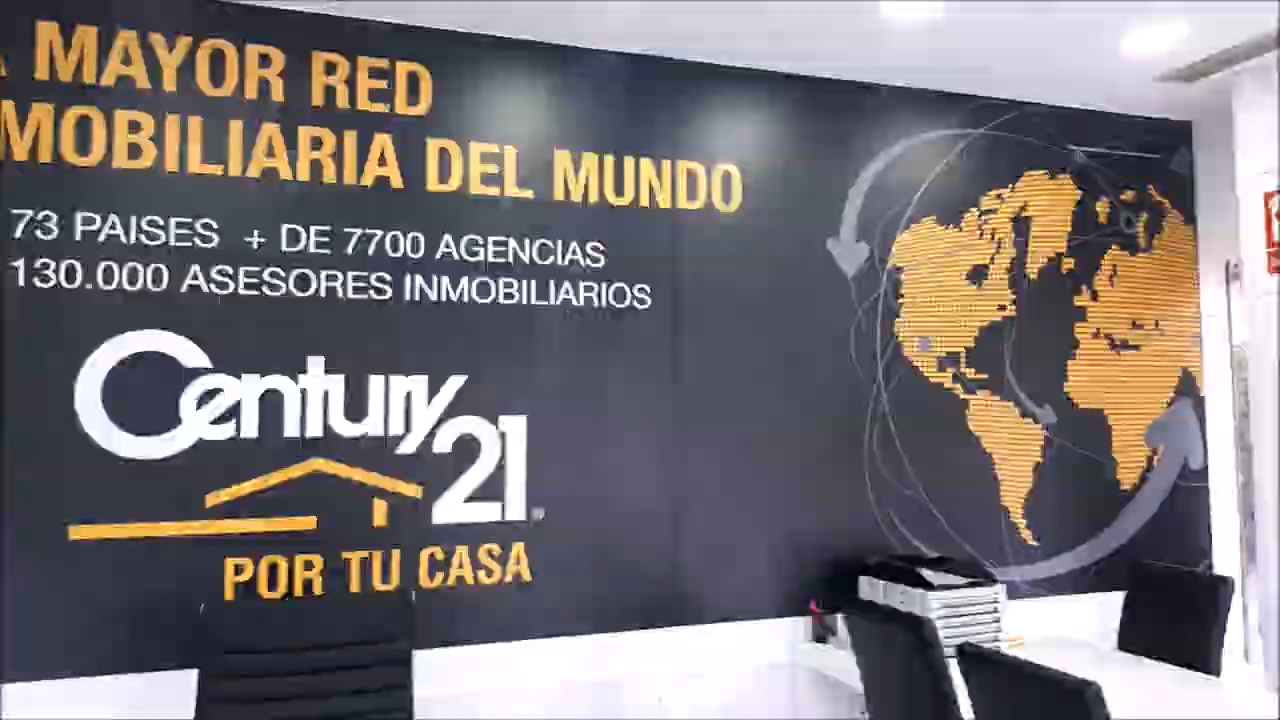 MAYOR RED
MOBILIARIA DEL MUNDO
73 PAISES + DE 7700 AGENCIAS
130.000 ASESORES INMOBILIARIOS
Century 21
POR TU CASA